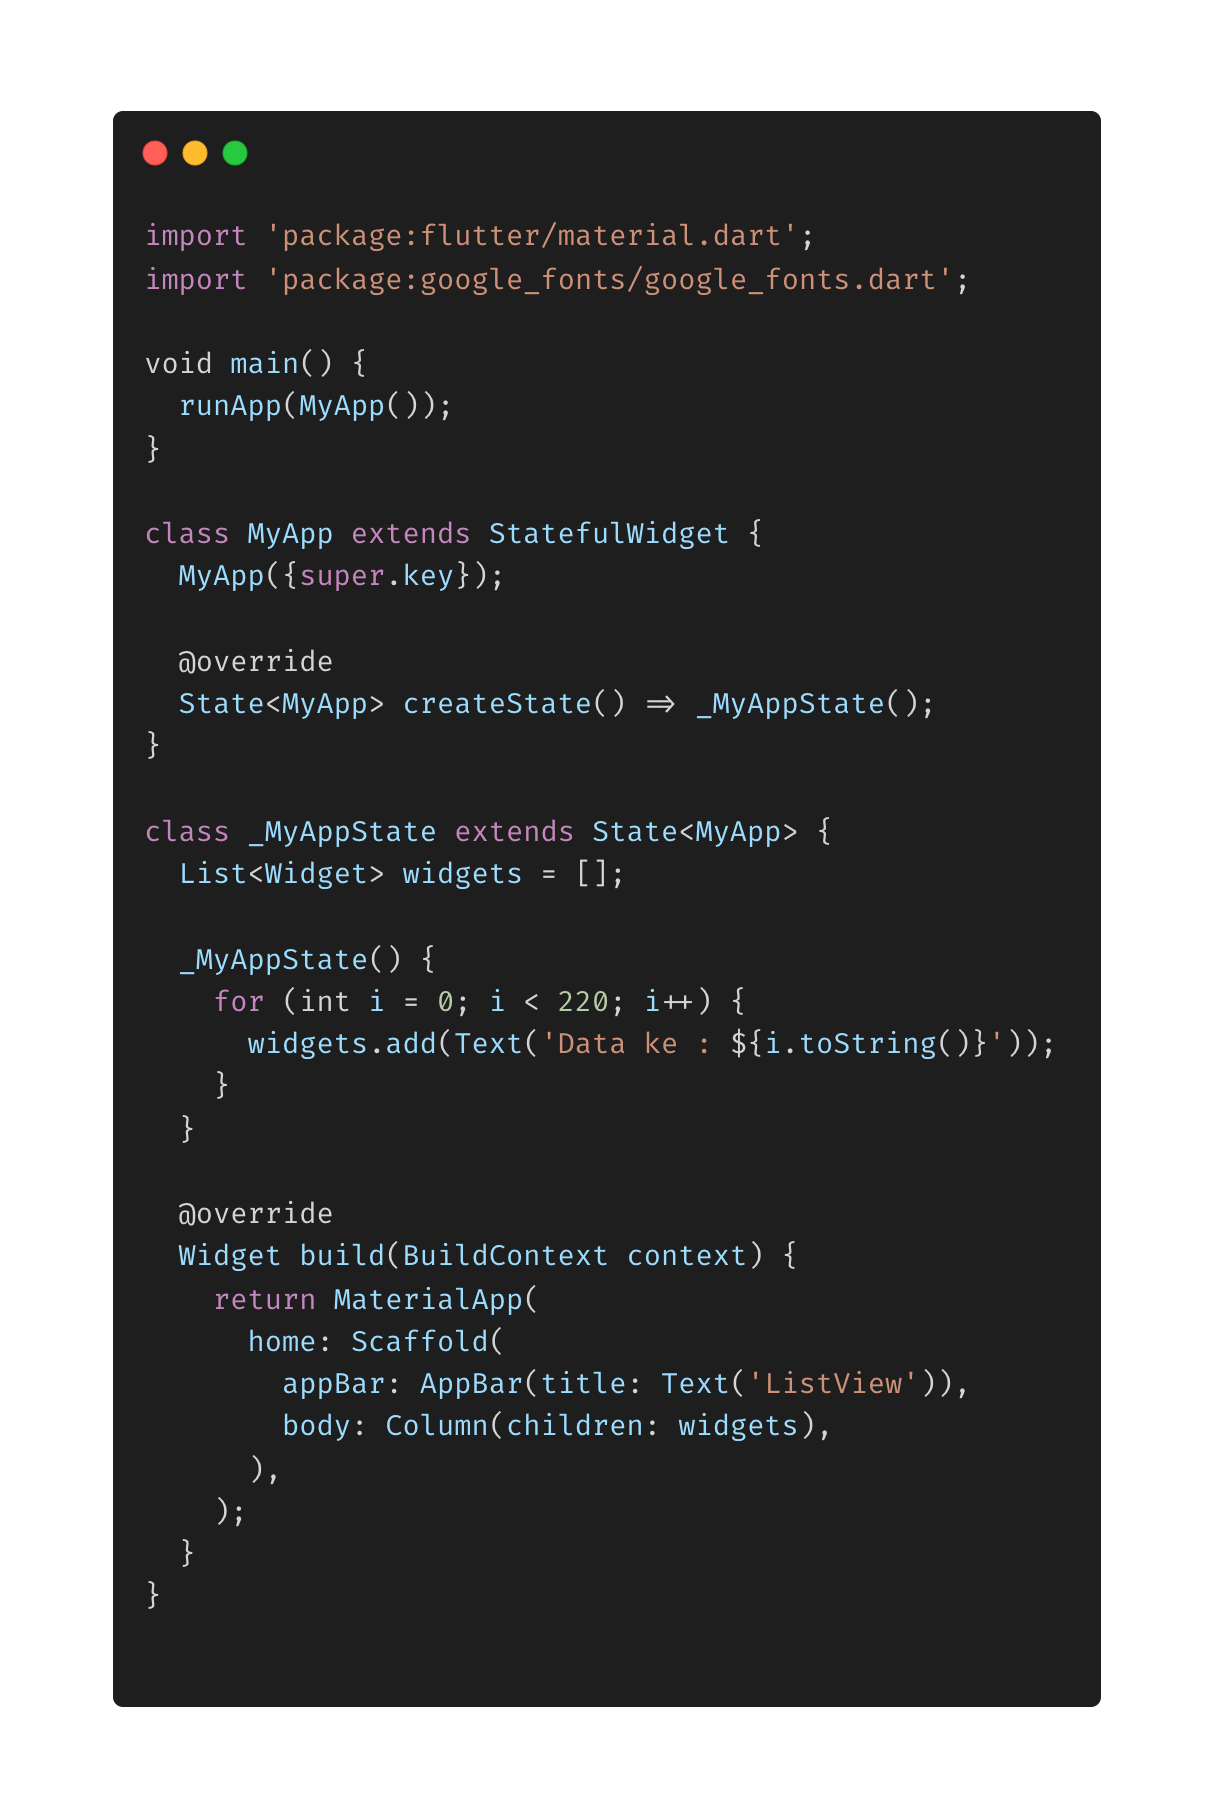 import 'package:flutter/material.dart';
import 'package:google_fonts/google_fonts.dart';

void main() {
  runApp(MyApp());
}

class MyApp extends StatefulWidget {
  MyApp({super.key});

  @override
  State<MyApp> createState() => _MyAppState();
}

class _MyAppState extends State<MyApp> {
  List<Widget> widgets = [];

  _MyAppState() {
    for (int i = 0; i < 220; i++) {
      widgets.add(Text('Data ke : ${i.toString()}'));
    }
  }

  @override
  Widget build(BuildContext context) {
    return MaterialApp(
      home: Scaffold(
        appBar: AppBar(title: Text('ListView')),
        body: Column(children: widgets),
      ),
    );
  }
}